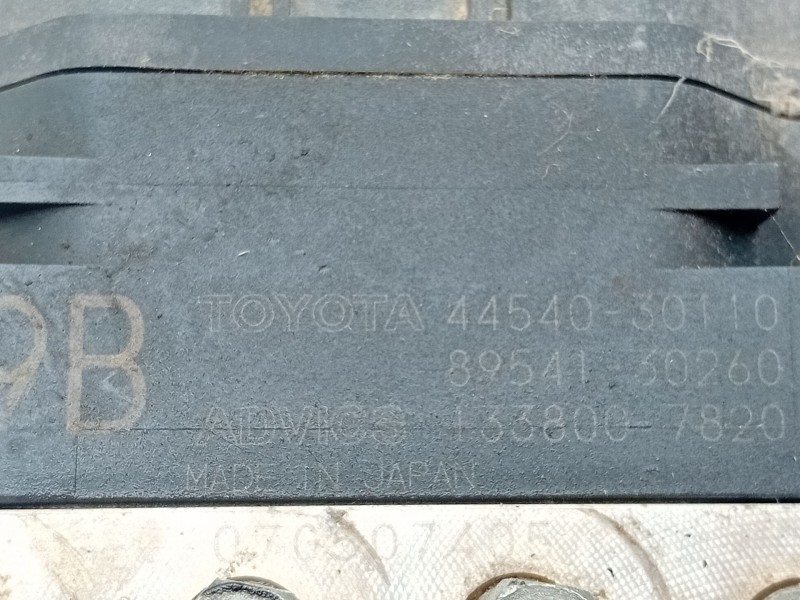 9B
TOYOTA 44540-30110
89541-30260
ADVICS 133800-7820
MADE IN JAPAN